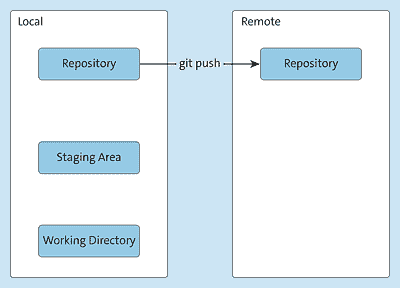 Local
Remote
Repository
git push
Repository
Staging Area
Working Directory